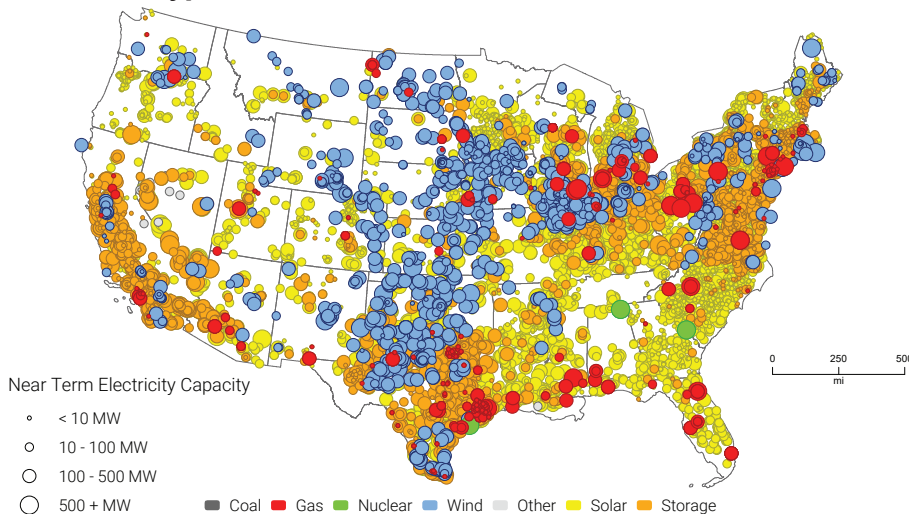 Near Term Electricity Capacity
< 10 MW
10 - 100 MW
100 - 500 MW
500 + MW
Coal Gas Nuclear Wind Other Solar Storage
0 250 500
mi